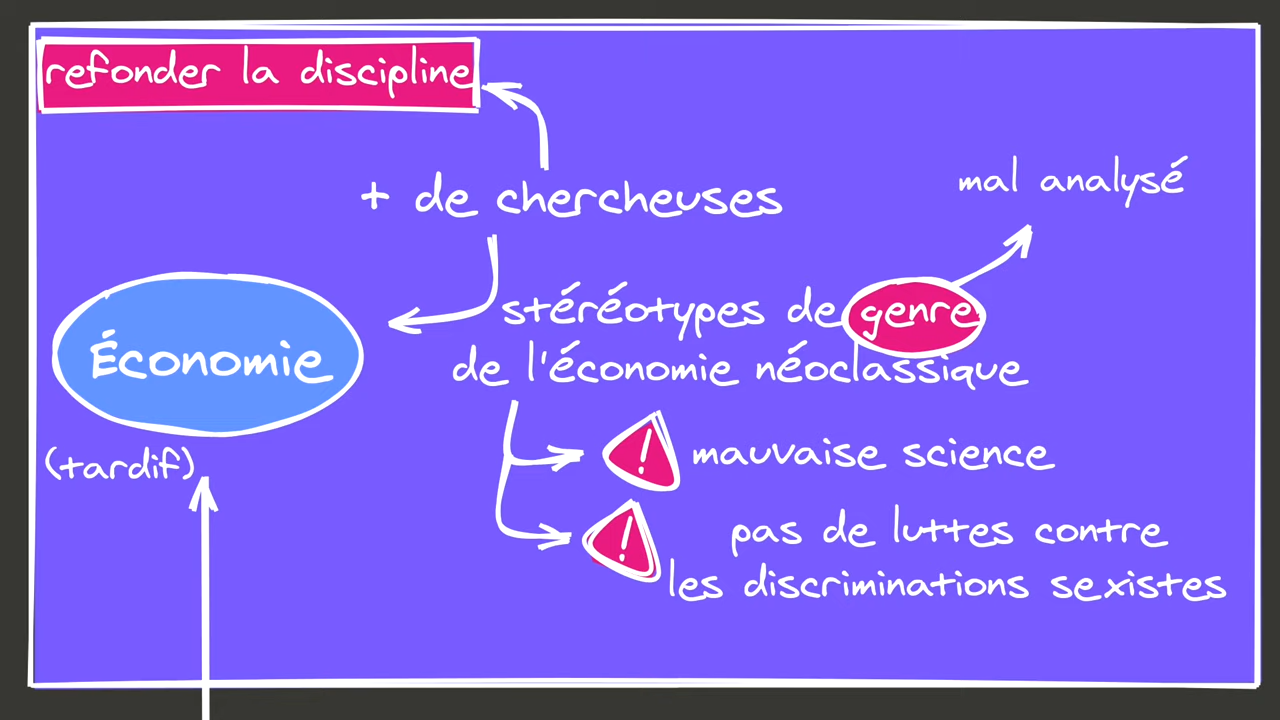 refonder la discipline
+ de chercheuses
mal analysé
stéréotypes de genre
de l'économie néoclassique
Économie
(tardif)
! mauvaise science
! pas de luttes contre
les discriminations sexistes